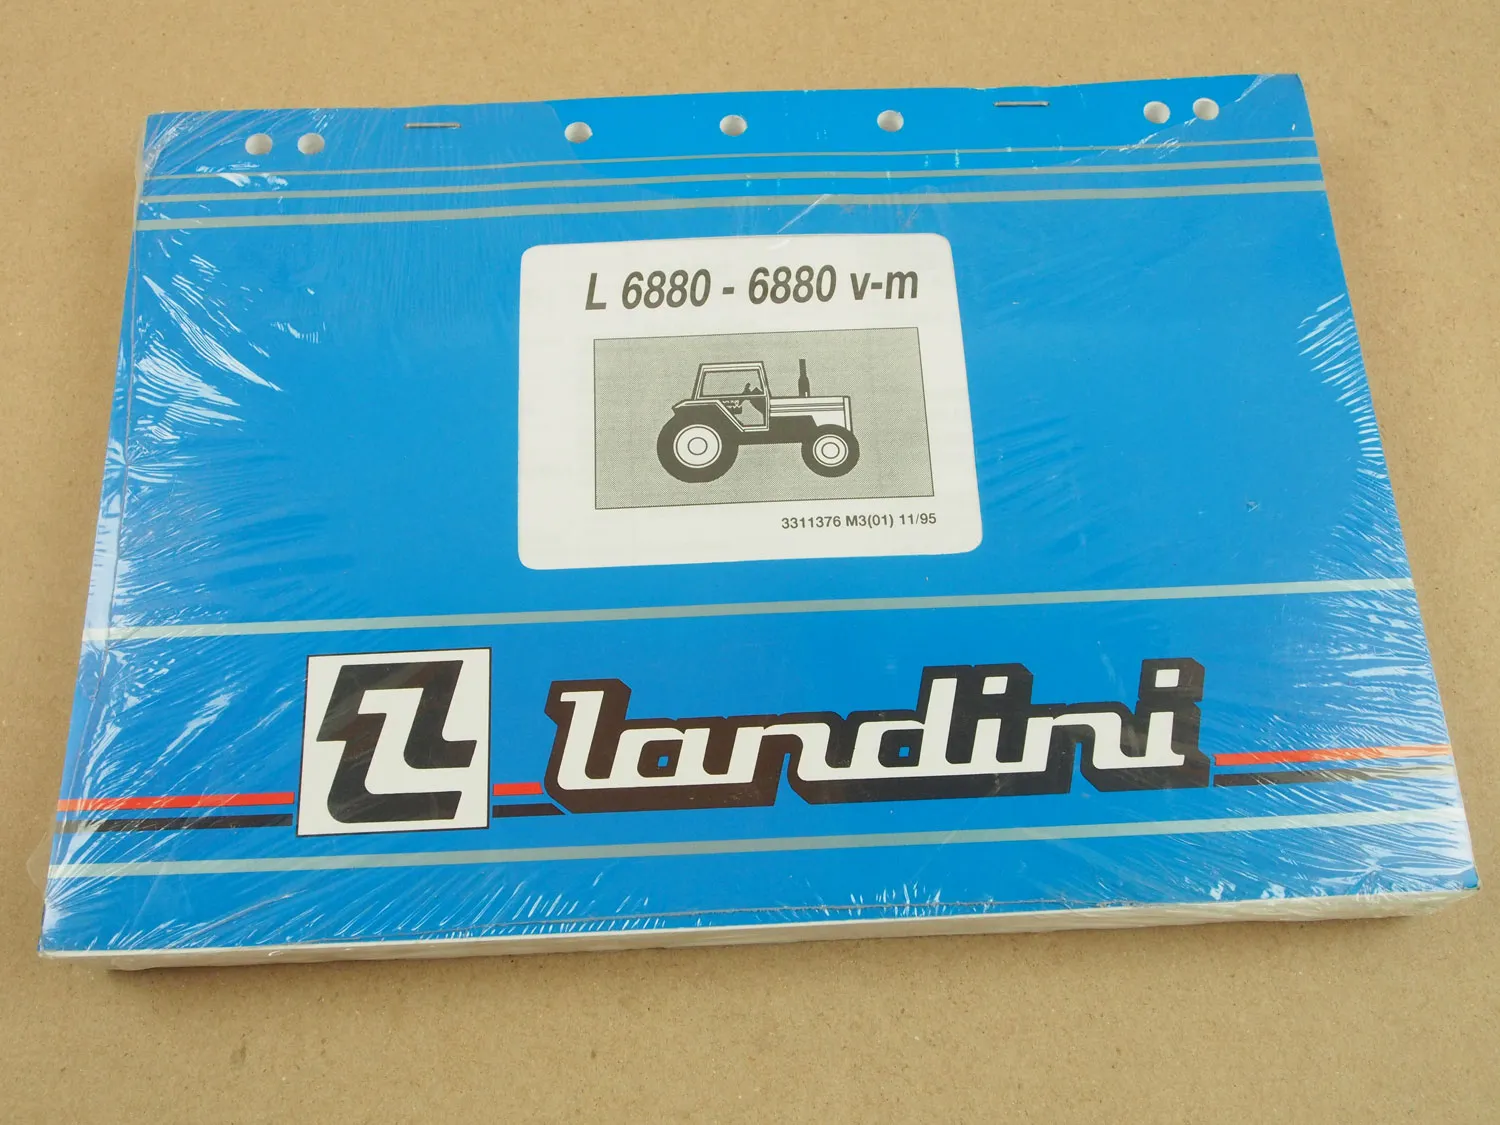 L 6880 - 6880 v-m
3311376 M3(01) 11/95
landini